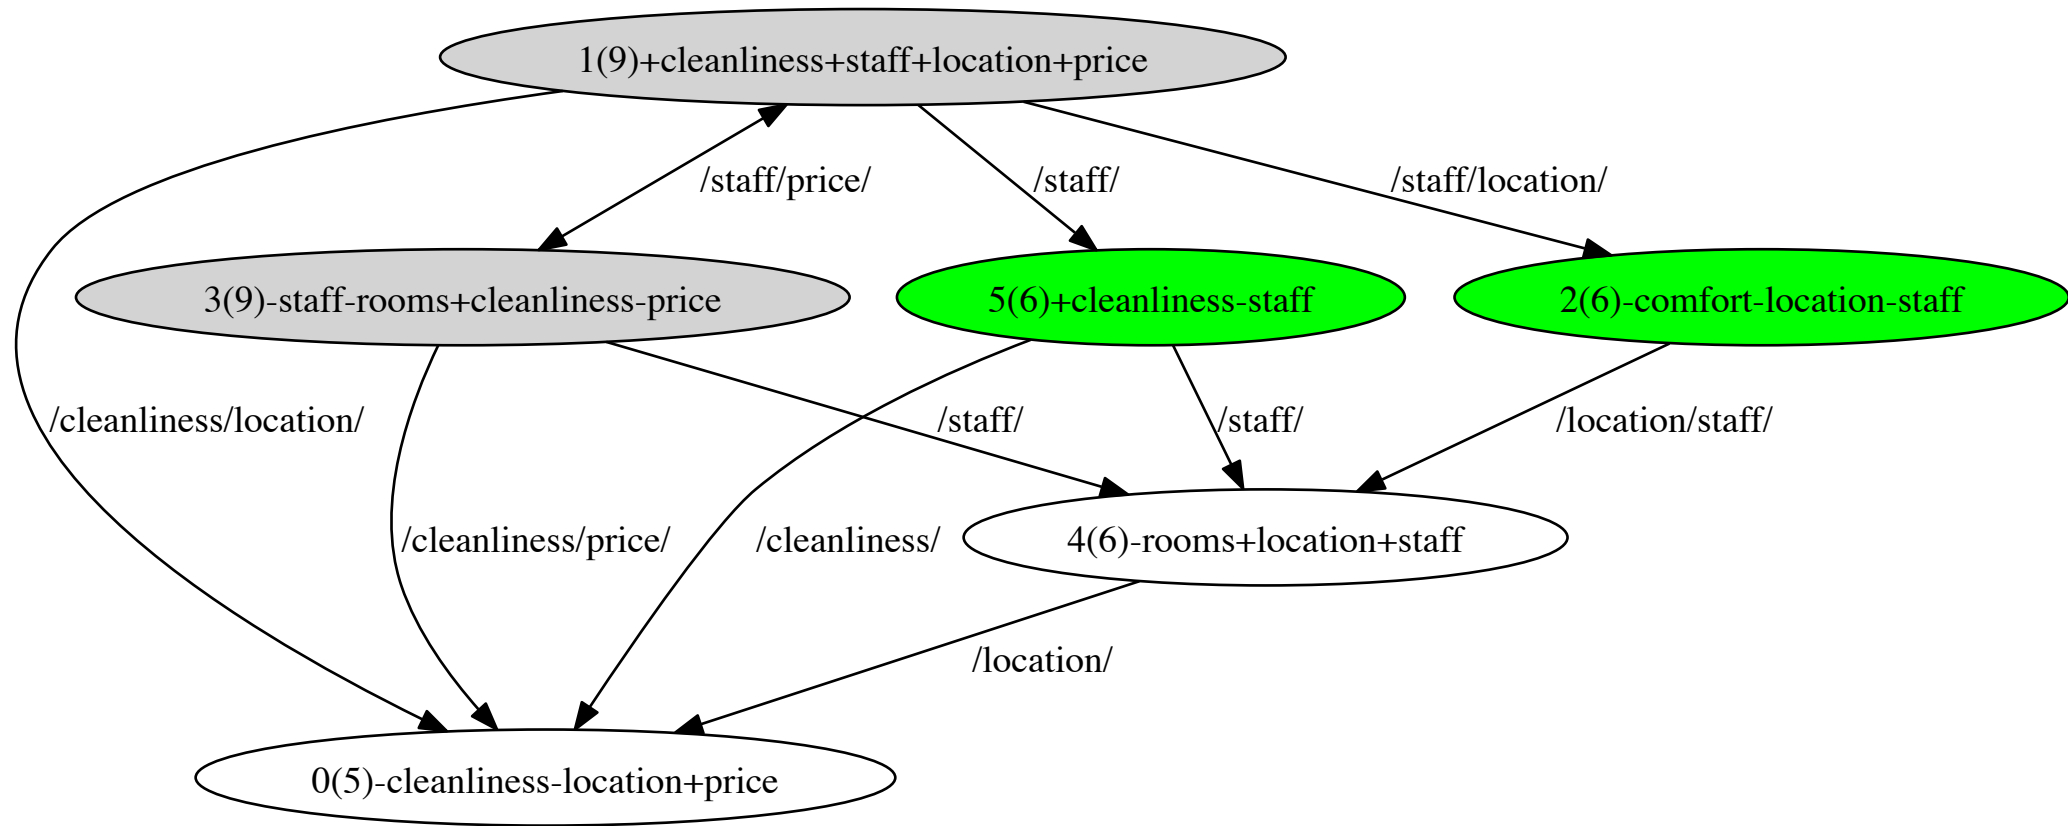 1(9)+cleanliness+staff+location+price
/staff/price/
/staff/
/staff/location/
3(9)-staff-rooms+cleanliness-price
5(6)+cleanliness-staff
2(6)-comfort-location-staff
/cleanliness/location/
/staff/
/staff/
/location/staff/
/cleanliness/price/
/cleanliness/
4(6)-rooms+location+staff
/location/
0(5)-cleanliness-location+price